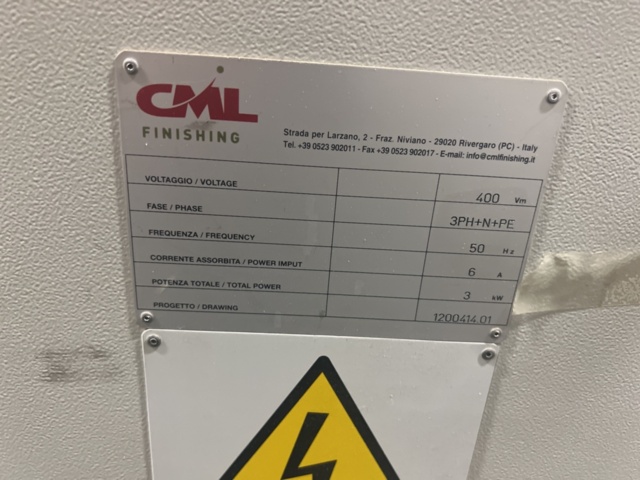 CML
FINISHING
Strada per Larzano, 2 - Fraz. Niviano - 29020 Rivergaro (PC) - Italy
Tel. +39 0523 902011 - Fax +39 0523 902017 - E-mail: info@cmlfinishing.it
VOLTAGGIO / VOLTAGE 400 Vm
FASE / PHASE 3PH+N+PE
FREQUENZA / FREQUENCY 50 Hz
CORRENTE ASSORBITA / POWER IMPUT 6 A
POTENZA TOTALE / TOTAL POWER 3 kW
PROGETTO / DRAWING 1200414.01